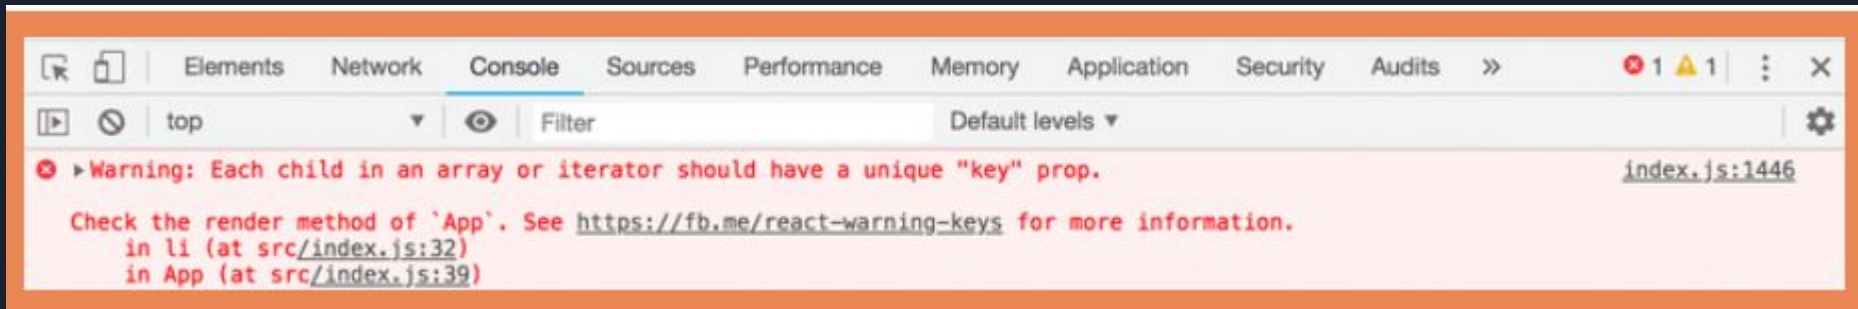 Elements Network Console Sources Performance Memory Application Security Audits » 1 1
top Filter Default levels
Warning: Each child in an array or iterator should have a unique "key" prop. index.js:1446
Check the render method of `App`. See https://fb.me/react-warning-keys for more information.
in li (at src/index.js:32)
in App (at src/index.js:39)